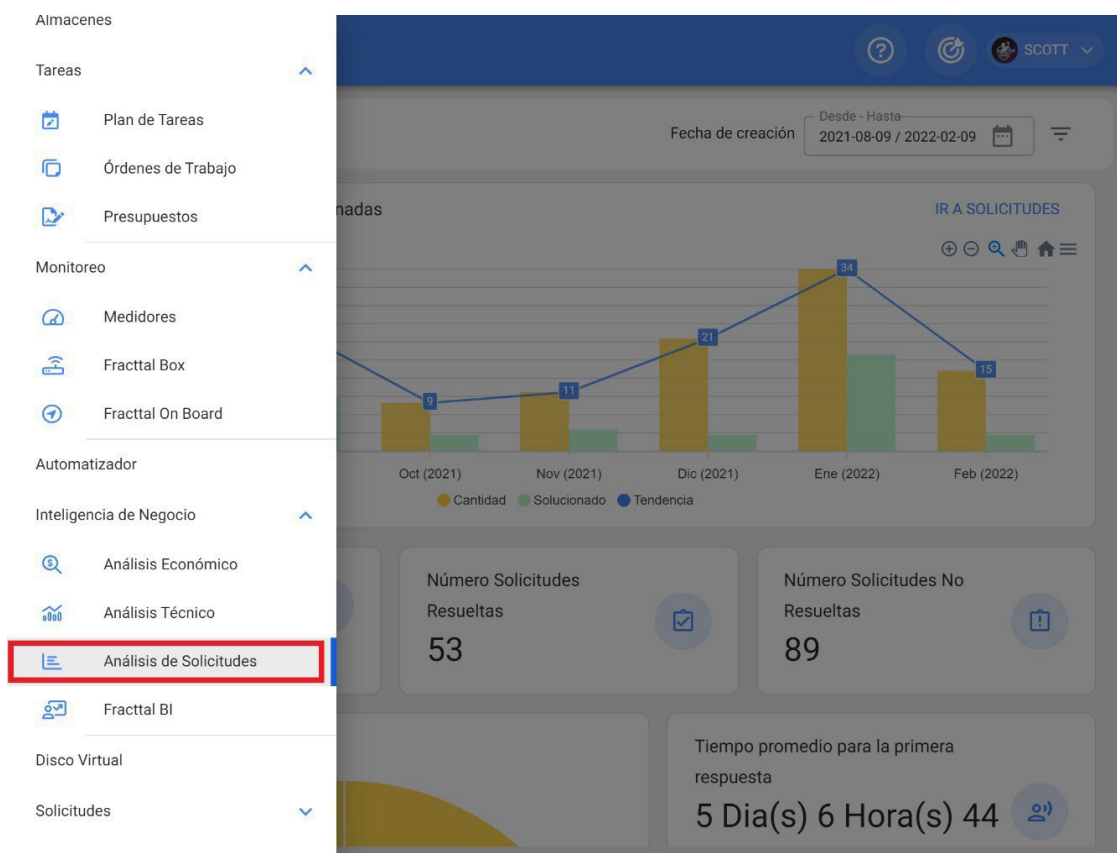 Almacenes
Tareas
Plan de Tareas
Órdenes de Trabajo
Presupuestos
Monitoreo
Medidores
Fracttal Box
Fracttal On Board
Automatizador
Inteligencia de Negocio
Análisis Económico
Análisis Técnico
Análisis de Solicitudes
Fracttal BI
Disco Virtual
Solicitudes
SCOTT
Fecha de creación
Desde - Hasta
2021-08-09 / 2022-02-09
nadas
IR A SOLICITUDES
34
21
15
11
9
Oct (2021) Nov (2021) Dic (2021) Ene (2022) Feb (2022)
Cantidad Solucionado Tendencia
Número Solicitudes
Resueltas
53
Número Solicitudes No
Resueltas
89
Tiempo promedio para la primera
respuesta
5 Dia(s) 6 Hora(s) 44